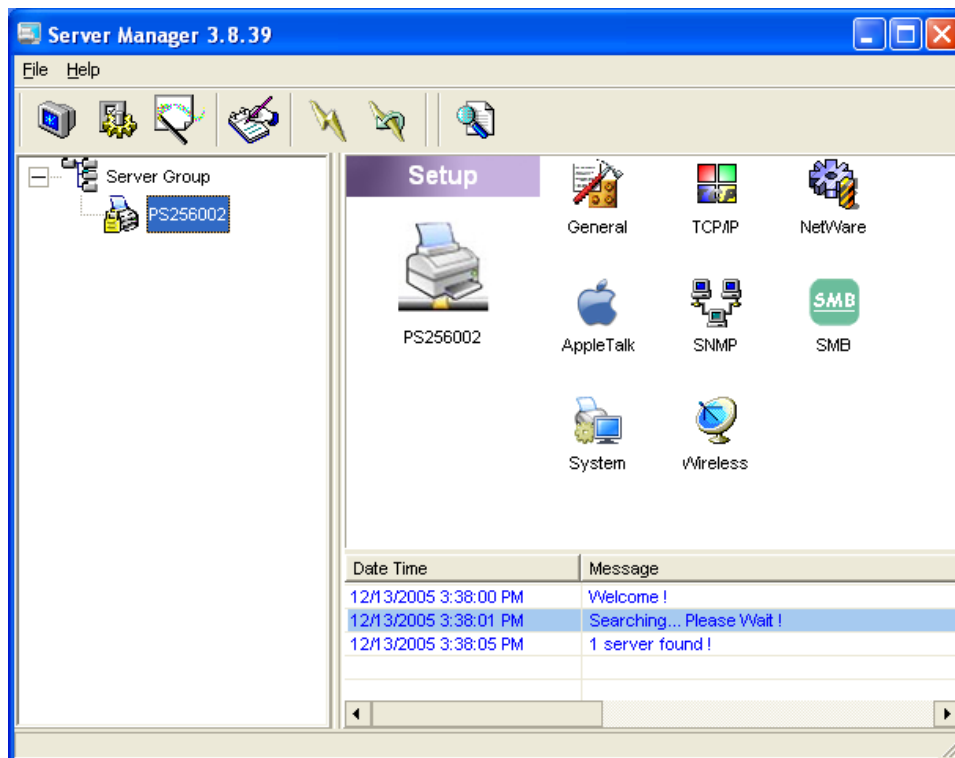 Server Manager 3.8.39
File Help
Server Group
PS256002
Setup
PS256002
General TCP/IP NetWare
AppleTalk SNMP SMB
SMB
System Wireless
Date Time Message
12/13/2005 3:38:00 PM Welcome !
12/13/2005 3:38:01 PM Searching... Please Wait !
12/13/2005 3:38:05 PM 1 server found !